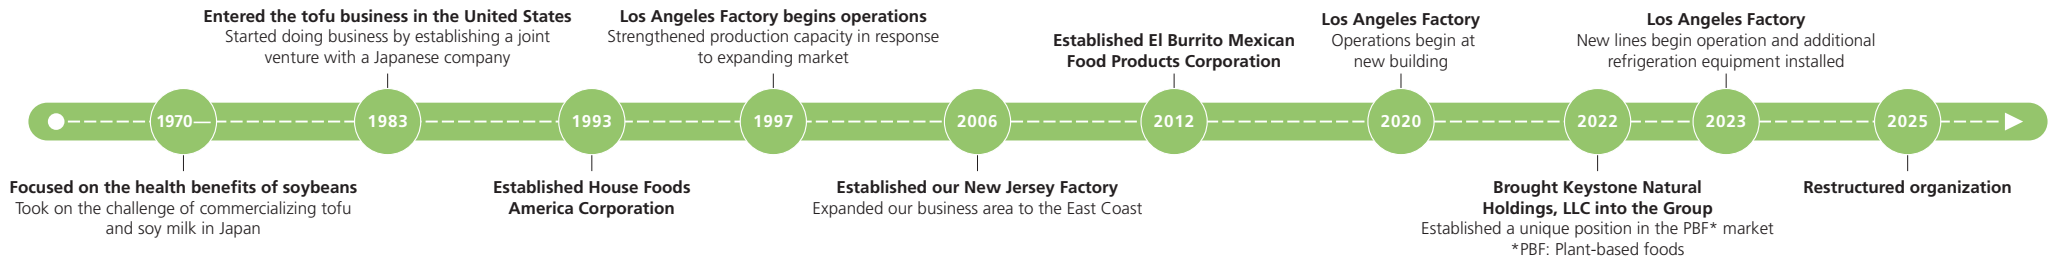 1970—
Focused on the health benefits of soybeans
Took on the challenge of commercializing tofu
and soy milk in Japan
Entered the tofu business in the United States
Started doing business by establishing a joint
venture with a Japanese company
1983
1993
Established House Foods
America Corporation
Los Angeles Factory begins operations
Strengthened production capacity in response
to expanding market
1997
2006
Established our New Jersey Factory
Expanded our business area to the East Coast
Established El Burrito Mexican
Food Products Corporation
2012
Los Angeles Factory
Operations begin at
new building
2020
2022
Brought Keystone Natural
Holdings, LLC into the Group
Established a unique position in the PBF* market
*PBF: Plant-based foods
Los Angeles Factory
New lines begin operation and additional
refrigeration equipment installed
2023
2025
Restructured organization